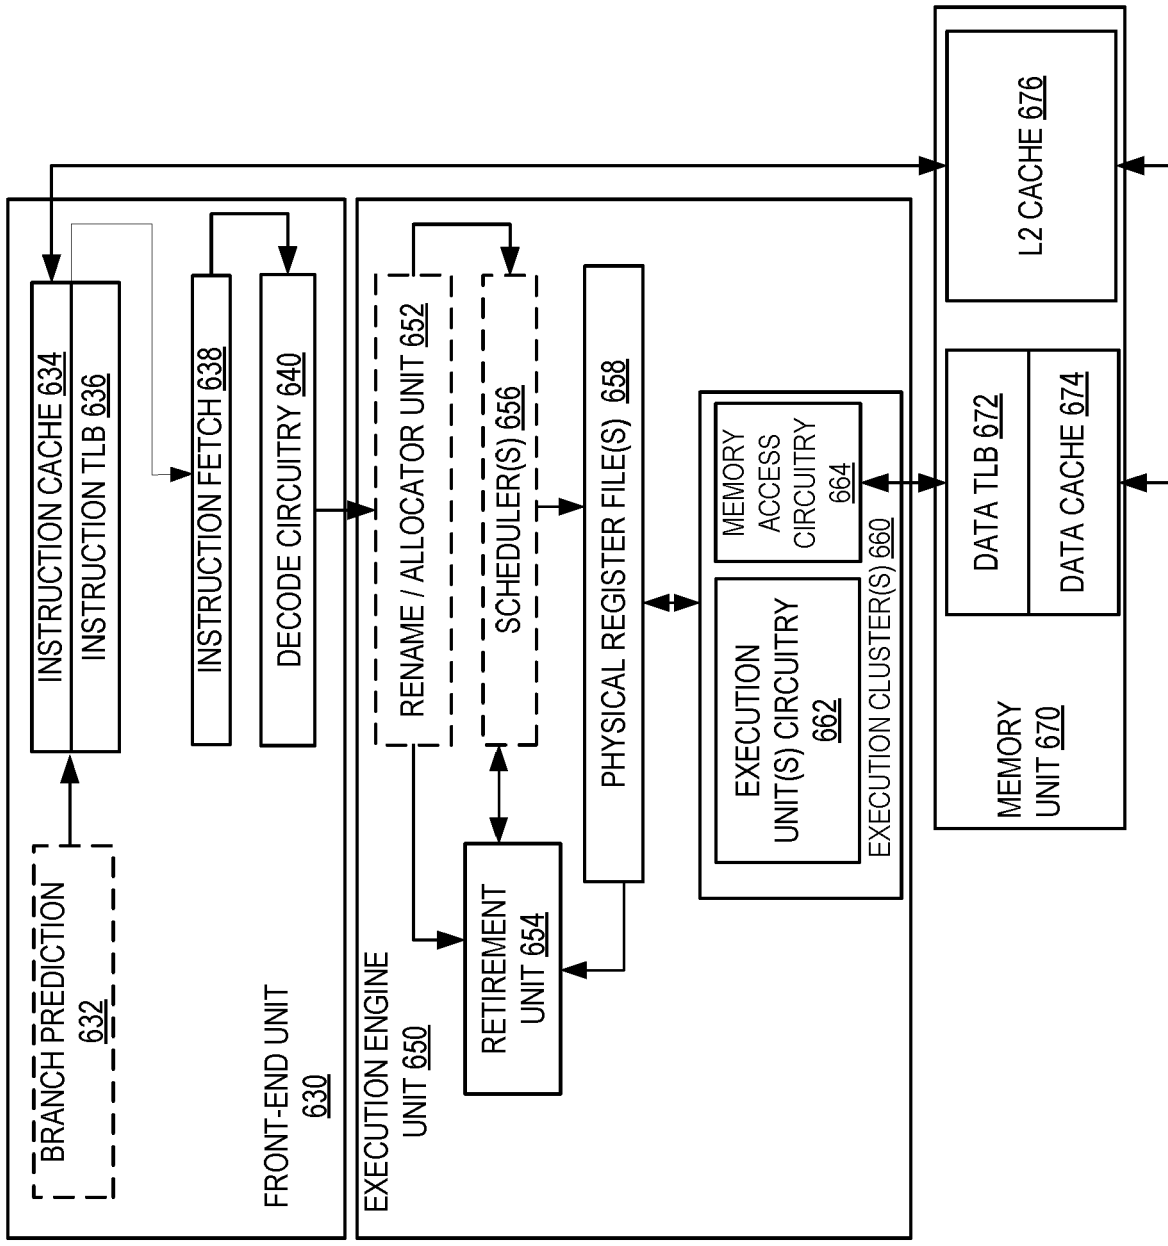 BRANCH PREDICTION
632
INSTRUCTION CACHE 634
INSTRUCTION TLB 636
INSTRUCTION FETCH 638
DECODE CIRCUITRY 640
FRONT-END UNIT
630
EXECUTION ENGINE
UNIT 650
RENAME / ALLOCATOR UNIT 652
SCHEDULER(S) 656
RETIREMENT
UNIT 654
PHYSICAL REGISTER FILE(S) 658
EXECUTION
UNIT(S) CIRCUITRY
662
MEMORY
ACCESS
CIRCUITRY
664
EXECUTION CLUSTER(S) 660
MEMORY
UNIT 670
DATA TLB 672
DATA CACHE 674
L2 CACHE 676